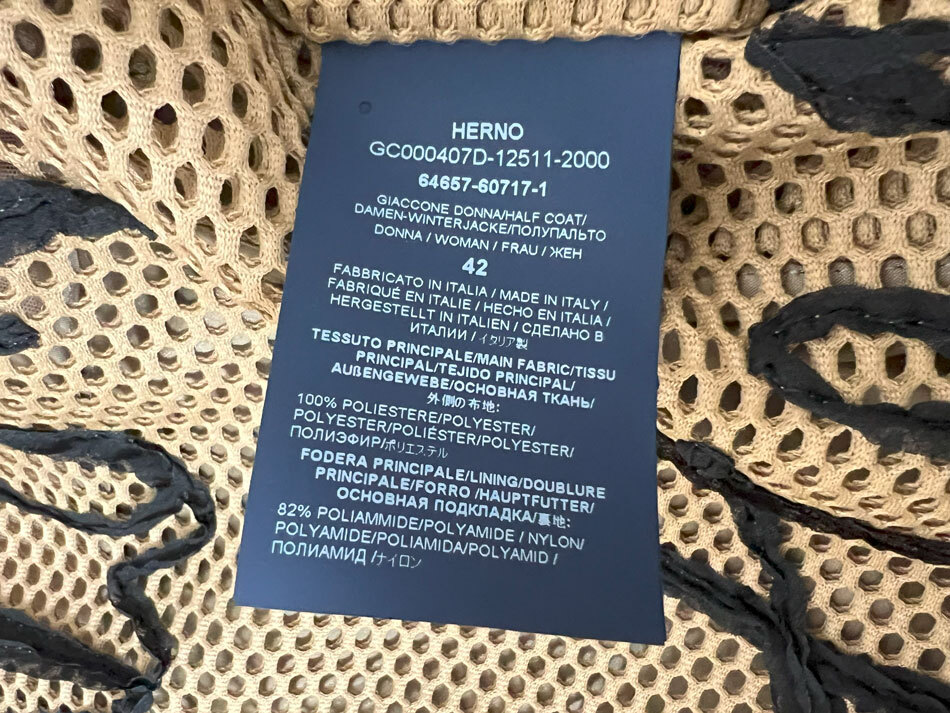 HERNO
GC000407D-12511-2000
64657-60717-1
GIACCONE DONNA/HALF COAT/
DAMEN-WINTERJACKE/ПОЛУПАЛЬТО
DONNA / WOMAN / FRAU / ЖЕН
42
FABBRICATO IN ITALIA / MADE IN ITALY /
FABRIQUÉ EN ITALIE / HECHO EN ITALIA /
HERGESTELLT IN ITALIEN / СДЕЛАНО В
ИТАЛИИ / イタリア製
TESSUTO PRINCIPALE/MAIN FABRIC/TISSU
PRINCIPAL/TEJIDO PRINCIPAL/
AUßENGEWEBE/ОСНОВНАЯ ТКАНЬ/
外側の布地:
100% POLIESTERE/POLYESTER/
POLYESTER/POLIÉSTER/POLYESTER/
ПОЛИЭФИР/ポリエステル
FODERA PRINCIPALE/LINING/DOUBLURE
PRINCIPALE/FORRO /HAUPTFUTTER/
ОСНОВНАЯ ПОДКЛАДКА/裏地:
82% POLIAMMIDE/POLYAMIDE / NYLON/
POLYAMIDE/POLIAMIDA/POLYAMID /
ПОЛИАМИД /ナイロン